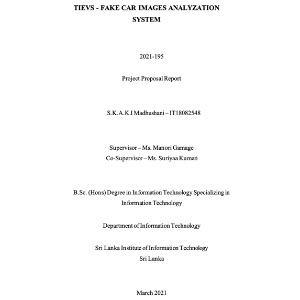 TIEVS - FAKE CAR IMAGES ANALYZATION
SYSTEM
2021-195
Project Proposal Report
S.K.A.K.I Madhushani – IT18082548
Supervisor – Ms. Manori Gamage
Co-Supervisor – Ms. Suriyaa Kumari
B.Sc. (Hons) Degree in Information Technology Specializing in
Information Technology
Department of Information Technology
Sri Lanka Institute of Information Technology
Sri Lanka
March 2021